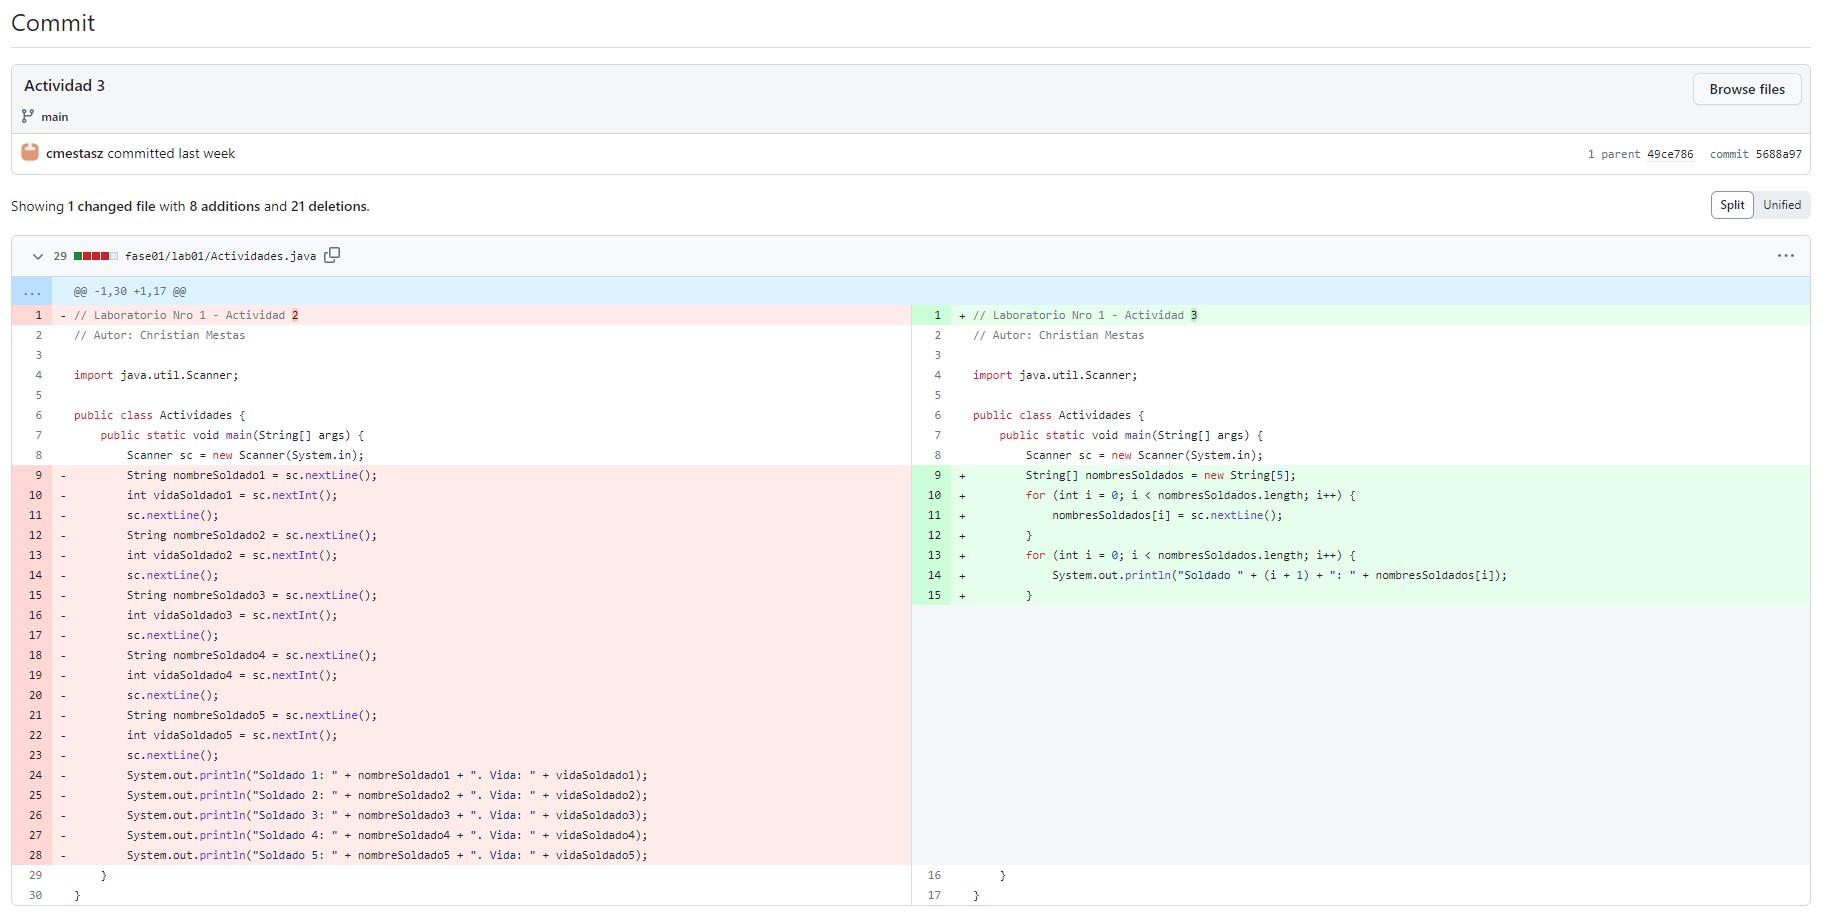 Commit
Actividad 3
Browse files
main
cmestasz committed last week
1 parent 49ce786 commit 5688a97
Showing 1 changed file with 8 additions and 21 deletions.
Split Unified
29 fase01/lab01/Actividades.java
... @@ -1,30 +1,17 @@
1 - // Laboratorio Nro 1 - Actividad 2
2 // Autor: Christian Mestas
3
4 import java.util.Scanner;
5
6 public class Actividades {
7 public static void main(String[] args) {
8 Scanner sc = new Scanner(System.in);
9 - String nombreSoldado1 = sc.nextLine();
10 - int vidaSoldado1 = sc.nextInt();
11 - sc.nextLine();
12 - String nombreSoldado2 = sc.nextLine();
13 - int vidaSoldado2 = sc.nextInt();
14 - sc.nextLine();
15 - String nombreSoldado3 = sc.nextLine();
16 - int vidaSoldado3 = sc.nextInt();
17 - sc.nextLine();
18 - String nombreSoldado4 = sc.nextLine();
19 - int vidaSoldado4 = sc.nextInt();
20 - sc.nextLine();
21 - String nombreSoldado5 = sc.nextLine();
22 - int vidaSoldado5 = sc.nextInt();
23 - sc.nextLine();
24 - System.out.println("Soldado 1: " + nombreSoldado1 + ". Vida: " + vidaSoldado1);
25 - System.out.println("Soldado 2: " + nombreSoldado2 + ". Vida: " + vidaSoldado2);
26 - System.out.println("Soldado 3: " + nombreSoldado3 + ". Vida: " + vidaSoldado3);
27 - System.out.println("Soldado 4: " + nombreSoldado4 + ". Vida: " + vidaSoldado4);
28 - System.out.println("Soldado 5: " + nombreSoldado5 + ". Vida: " + vidaSoldado5);
29 }
30 }
1 + // Laboratorio Nro 1 - Actividad 3
2 // Autor: Christian Mestas
3
4 import java.util.Scanner;
5
6 public class Actividades {
7 public static void main(String[] args) {
8 Scanner sc = new Scanner(System.in);
9 + String[] nombresSoldados = new String[5];
10 + for (int i = 0; i < nombresSoldados.length; i++) {
11 + nombresSoldados[i] = sc.nextLine();
12 + }
13 + for (int i = 0; i < nombresSoldados.length; i++) {
14 + System.out.println("Soldado " + (i + 1) + ": " + nombresSoldados[i]);
15 + }
16 }
17 }